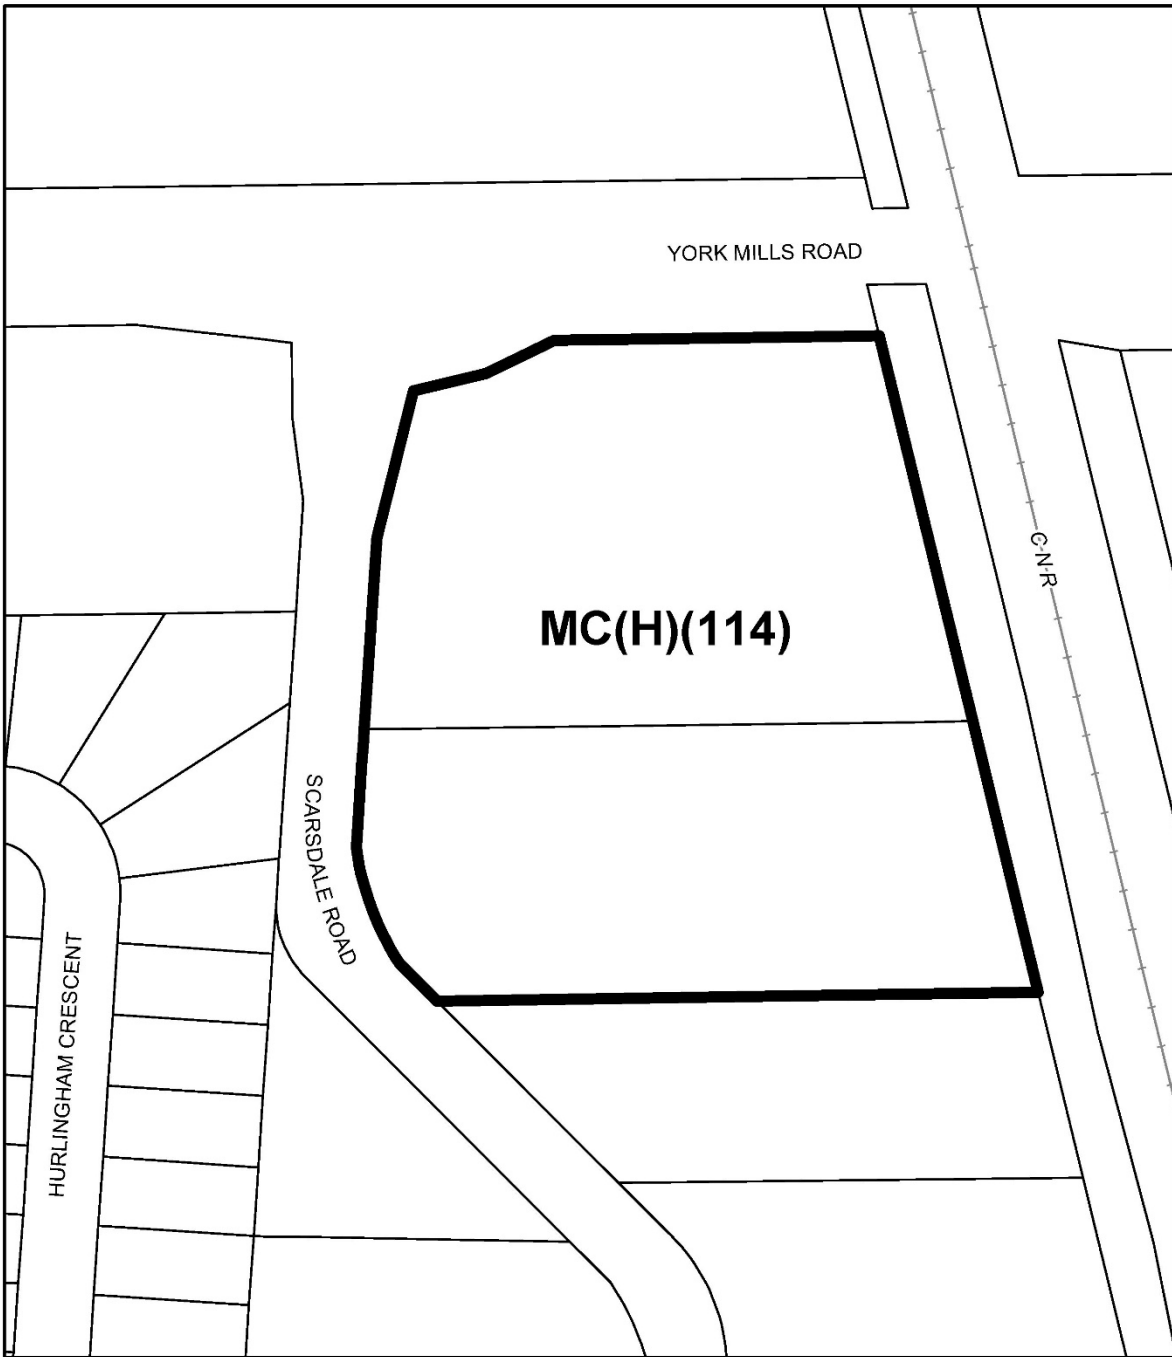 YORK MILLS ROAD
C-N-R
MC(H)(114)
SCARSDALE ROAD
HURLINGHAM CRESCENT